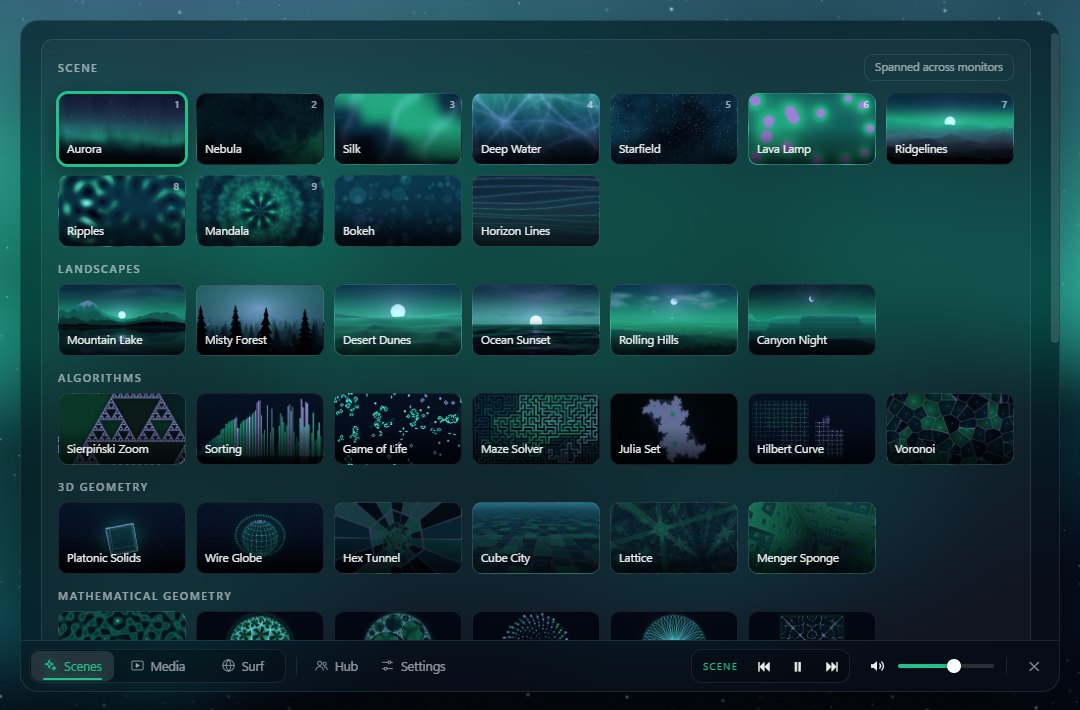 SCENE
Spanned across monitors
1
Aurora
2
Nebula
3
Silk
4
Deep Water
5
Starfield
6
Lava Lamp
7
Ridgelines
8
Ripples
9
Mandala
Bokeh
Horizon Lines
LANDSCAPES
Mountain Lake
Misty Forest
Desert Dunes
Ocean Sunset
Rolling Hills
Canyon Night
ALGORITHMS
Sierpiński Zoom
Sorting
Game of Life
Maze Solver
Julia Set
Hilbert Curve
Voronoi
3D GEOMETRY
Platonic Solids
Wire Globe
Hex Tunnel
Cube City
Lattice
Menger Sponge
MATHEMATICAL GEOMETRY
Scenes
Media
Surf
Hub
Settings
SCENE